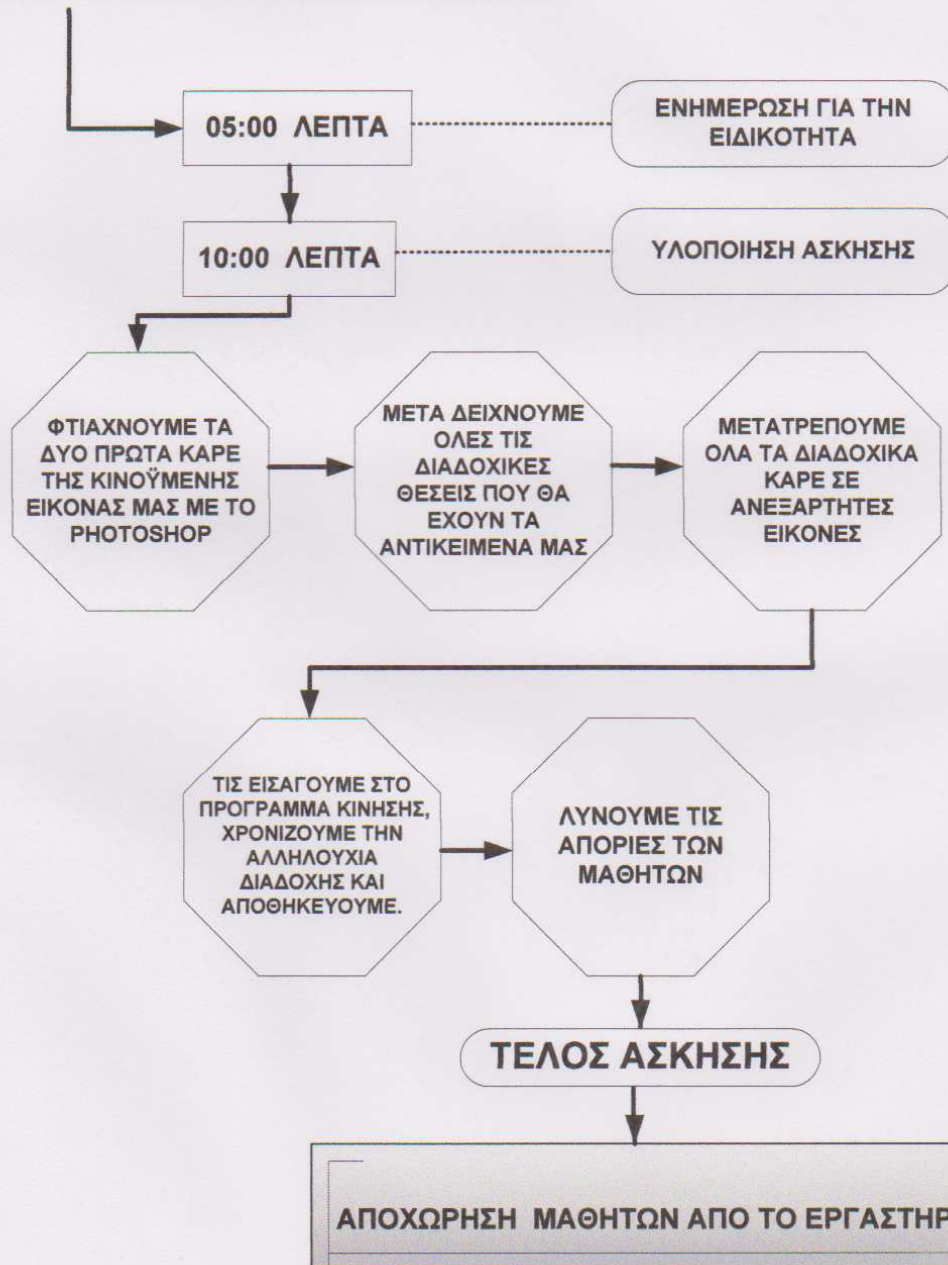 05:00 ΛΕΠΤΑ
ΕΝΗΜΕΡΩΣΗ ΓΙΑ ΤΗΝ
ΕΙΔΙΚΟΤΗΤΑ
10:00 ΛΕΠΤΑ
ΥΛΟΠΟΙΗΣΗ ΑΣΚΗΣΗΣ
ΦΤΙΑΧΝΟΥΜΕ ΤΑ
ΔΥΟ ΠΡΩΤΑ ΚΑΡΕ
ΤΗΣ ΚΙΝΟΫΜΕΝΗΣ
ΕΙΚΟΝΑΣ ΜΑΣ ΜΕ ΤΟ
PHOTOSHOP
ΜΕΤΑ ΔΕΙΧΝΟΥΜΕ
ΟΛΕΣ ΤΙΣ
ΔΙΑΔΟΧΙΚΕΣ
ΘΕΣΕΙΣ ΠΟΥ ΘΑ
ΕΧΟΥΝ ΤΑ
ΑΝΤΙΚΕΙΜΕΝΑ ΜΑΣ
ΜΕΤΑΤΡΕΠΟΥΜΕ
ΟΛΑ ΤΑ ΔΙΑΔΟΧΙΚΑ
ΚΑΡΕ ΣΕ
ΑΝΕΞΑΡΤΗΤΕΣ
ΕΙΚΟΝΕΣ
ΤΙΣ ΕΙΣΑΓΟΥΜΕ ΣΤΟ
ΠΡΟΓΡΑΜΜΑ ΚΙΝΗΣΗΣ,
ΧΡΟΝΙΖΟΥΜΕ ΤΗΝ
ΑΛΛΗΛΟΥΧΙΑ
ΔΙΑΔΟΧΗΣ ΚΑΙ
ΑΠΟΘΗΚΕΥΟΥΜΕ.
ΛΥΝΟΥΜΕ ΤΙΣ
ΑΠΟΡΙΕΣ ΤΩΝ
ΜΑΘΗΤΩΝ
ΤΕΛΟΣ ΑΣΚΗΣΗΣ
ΑΠΟΧΩΡΗΣΗ ΜΑΘΗΤΩΝ ΑΠΟ ΤΟ ΕΡΓΑΣΤΗΡ